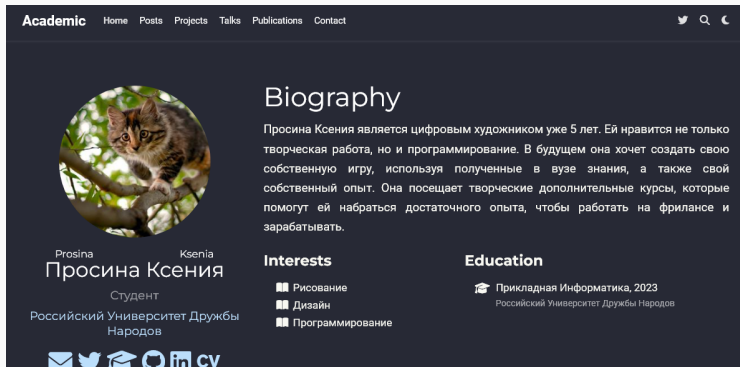 Academic Home Posts Projects Talks Publications Contact
Prosina Ksenia
Просина Ксения
Студент
Российский Университет Дружбы
Народов
CV
Biography
Просина Ксения является цифровым художником уже 5 лет. Ей нравится не только
творческая работа, но и программирование. В будущем она хочет создать свою
собственную игру, используя полученные в вузе знания, а также свой
собственный опыт. Она посещает творческие дополнительные курсы, которые
помогут ей набраться достаточного опыта, чтобы работать на фрилансе и
зарабатывать.
Interests
Рисование
Дизайн
Программирование
Education
Прикладная Информатика, 2023
Российский Университет Дружбы Народов